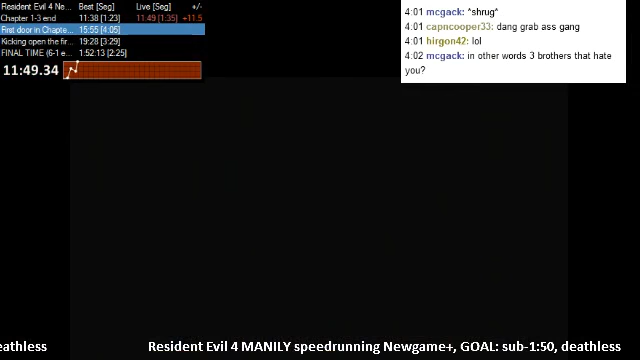 Resident Evil 4 Ne... Best [Seg] Live [Seg] +/-
Chapter 1-3 end 11:38 [1:23] 11:49 [1:35] +11.5
First door in Chapte... 15:55 [4:05]
Kicking open the fir... 19:28 [3:29]
FINAL TIME (6-1 e... 1:52:13 [2:25]
11:49.34
4:01 mcgack: *shrug*
4:01 capncooper33: dang grab ass gang
4:01 hirgon42: lol
4:02 mcgack: in other words 3 brothers that hate
you?
eathless Resident Evil 4 MANILY speedrunning Newgame+, GOAL: sub-1:50, deathless